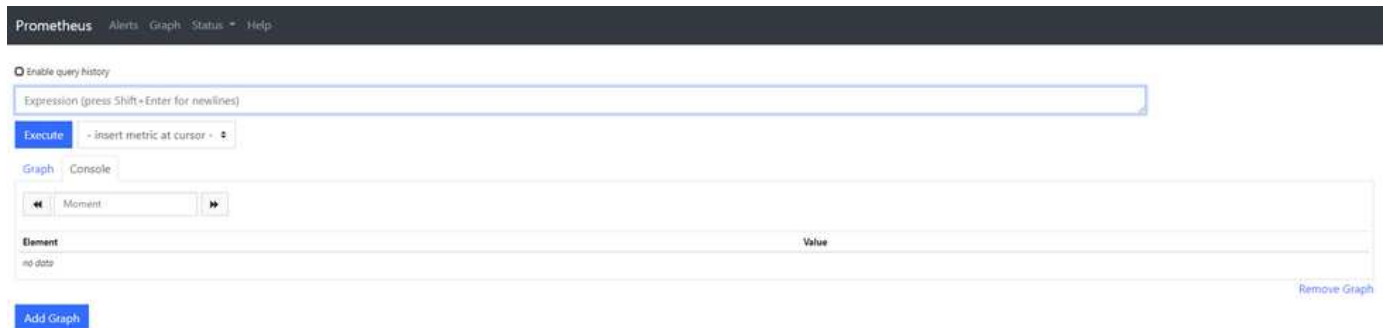 Prometheus Alerts Graph Status Help
Enable query history
Expression (press Shift+Enter for newlines)
Execute - insert metric at cursor -
Graph Console
Moment
Element Value
no data
Remove Graph
Add Graph